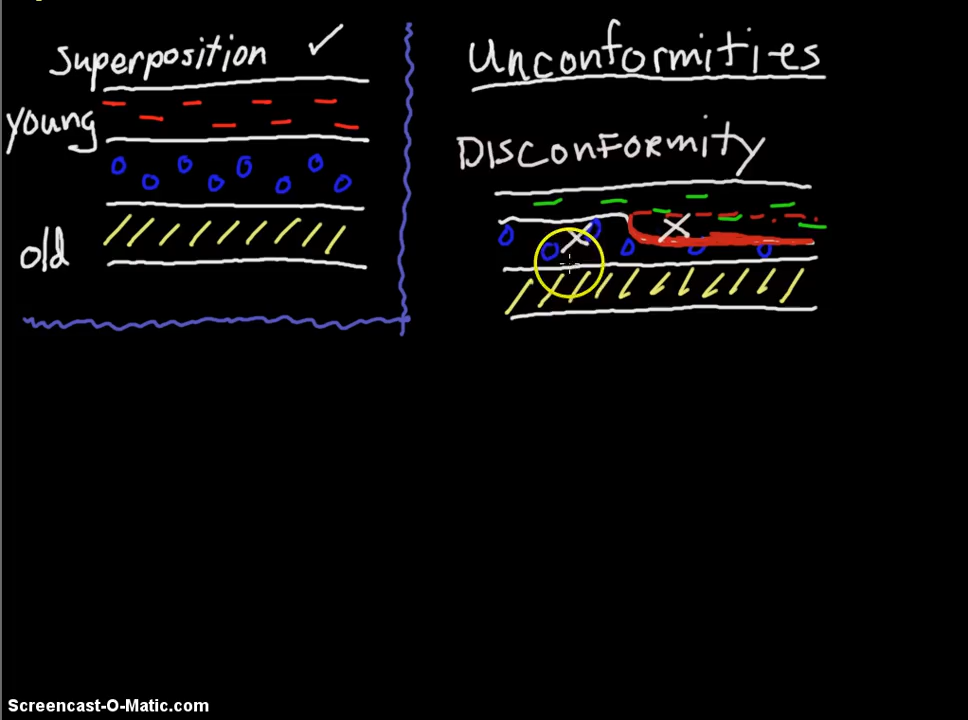 Superposition ✓
young
old
Unconformities
DISCONFORMITY
X
X
Screencast-O-Matic.com